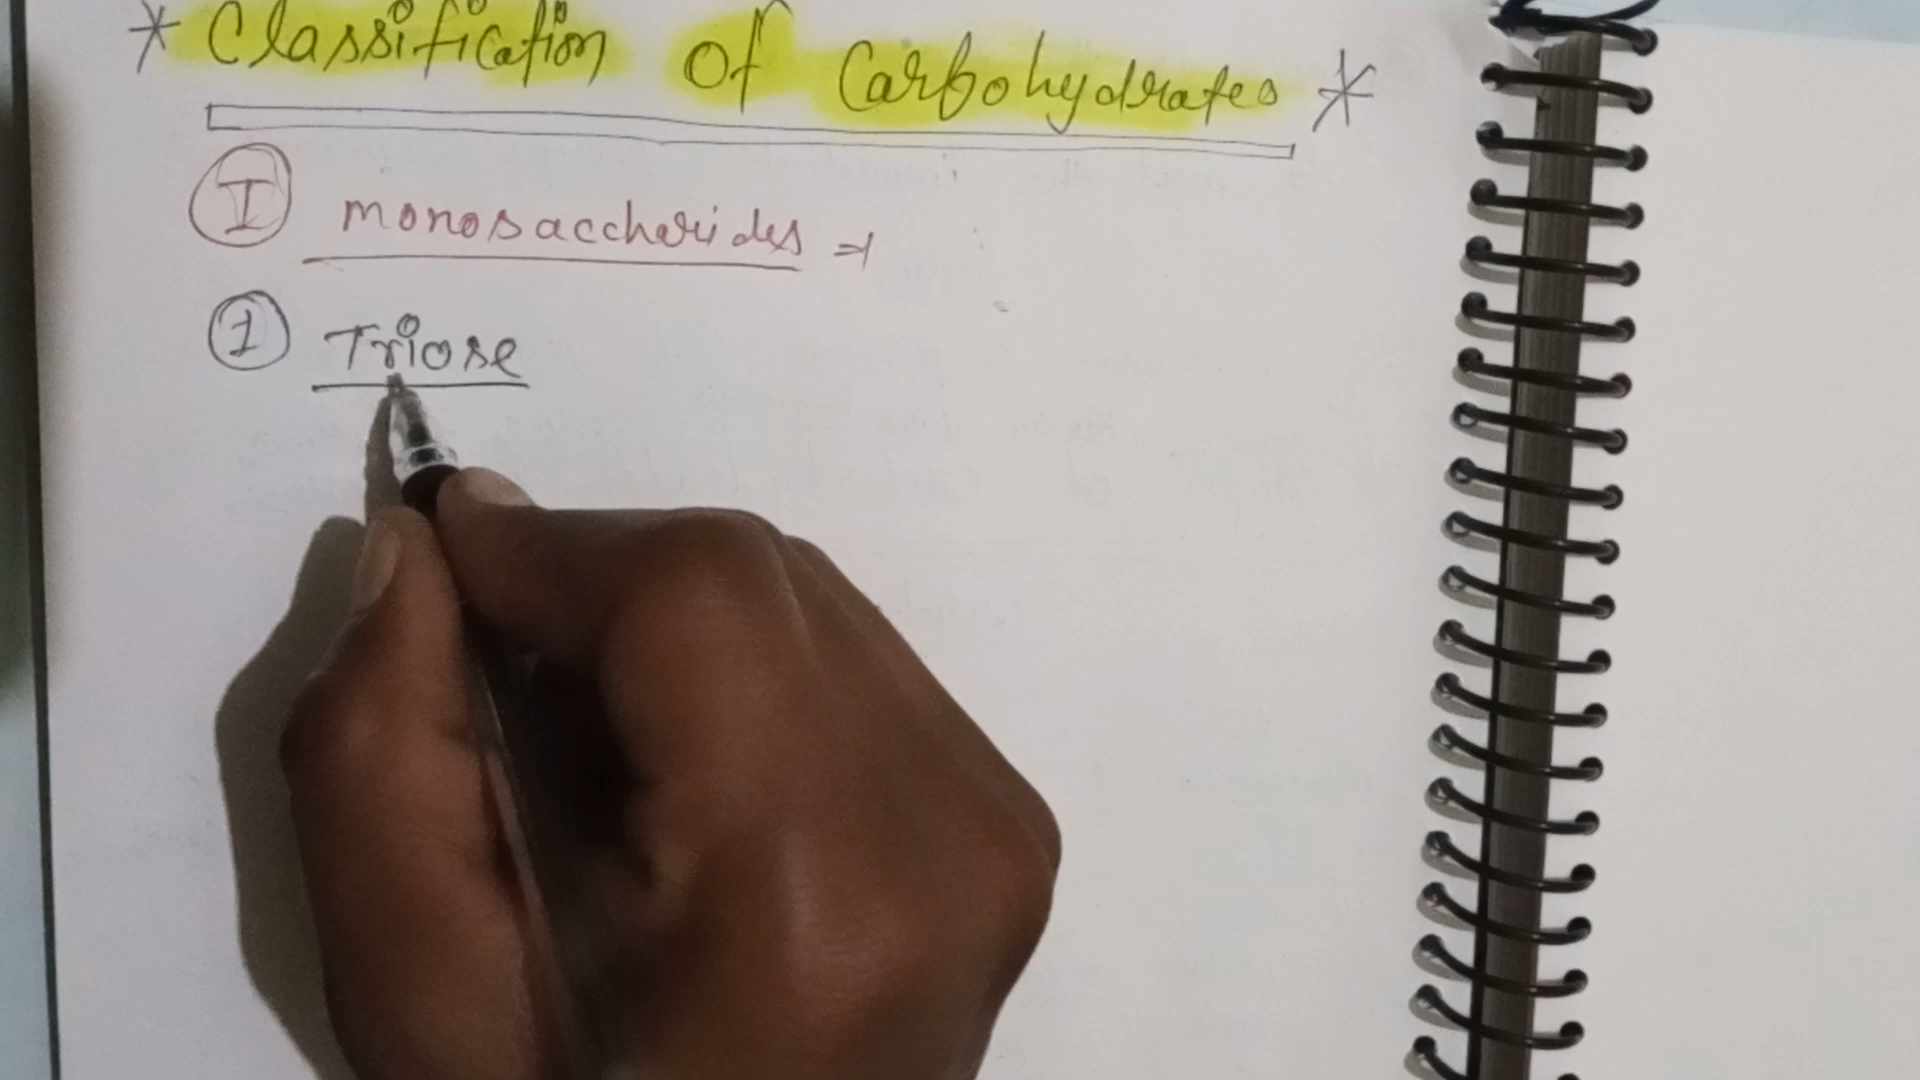 * Classification of Carbohydrates *
I monosaccharides →
1 Triose